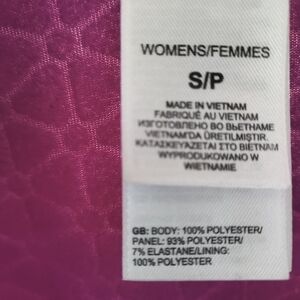 WOMENS/FEMMES
S/P
MADE IN VIETNAM
FABRIQUÉ AU VIETNAM
ИЗГОТОВЛЕНО ВО ВЬЕТНАМЕ
VIETNAM'DA ÜRETILMIŞTIR.
ΚΑΤΑΣΚΕΥΑΖΕΤΑΙ ΣΤΟ ΒΙΕΤΝΑΜ
WYPRODUKOWANO W
WIETNAMIE
GB: BODY: 100% POLYESTER/
PANEL: 93% POLYESTER/
7% ELASTANE/LINING:
100% POLYESTER